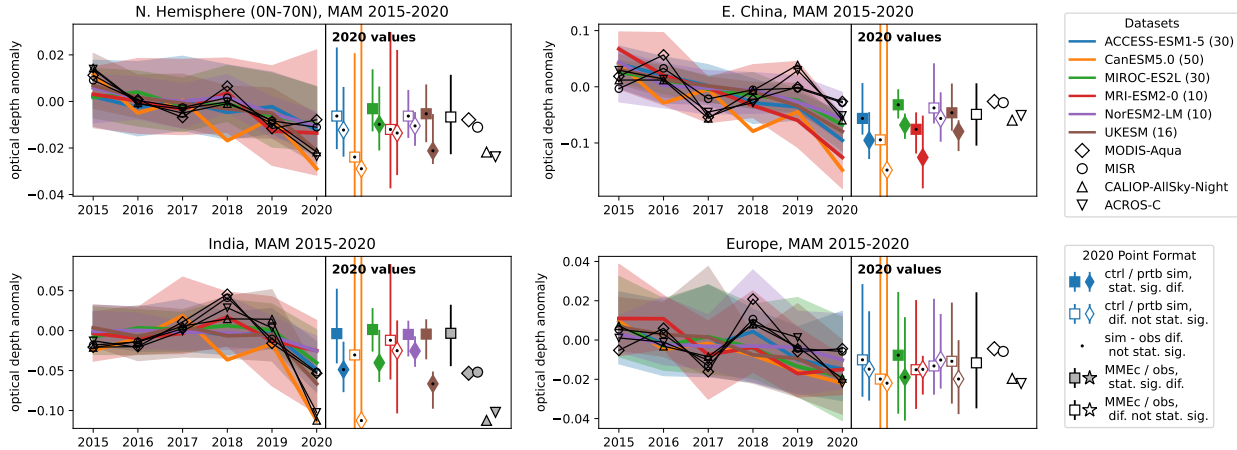 N. Hemisphere (0N-70N), MAM 2015-2020
2020 values
optical depth anomaly
0.02
0.00
−0.02
−0.04
2015 2016 2017 2018 2019 2020
E. China, MAM 2015-2020
2020 values
optical depth anomaly
0.1
0.0
−0.1
2015 2016 2017 2018 2019 2020
Datasets
ACCESS-ESM1-5 (30)
CanESM5.0 (50)
MIROC-ES2L (30)
MRI-ESM2-0 (10)
NorESM2-LM (10)
UKESM (16)
MODIS-Aqua
MISR
CALIOP-AllSky-Night
ACROS-C
India, MAM 2015-2020
2020 values
optical depth anomaly
0.05
0.00
−0.05
−0.10
2015 2016 2017 2018 2019 2020
Europe, MAM 2015-2020
2020 values
optical depth anomaly
0.04
0.02
0.00
−0.02
−0.04
2015 2016 2017 2018 2019 2020
2020 Point Format
ctrl / prtb sim,
stat. sig. dif.
ctrl / prtb sim,
dif. not stat. sig.
sim - obs dif.
not stat. sig.
MMEc / obs,
stat. sig. dif.
MMEc / obs,
dif. not stat. sig.